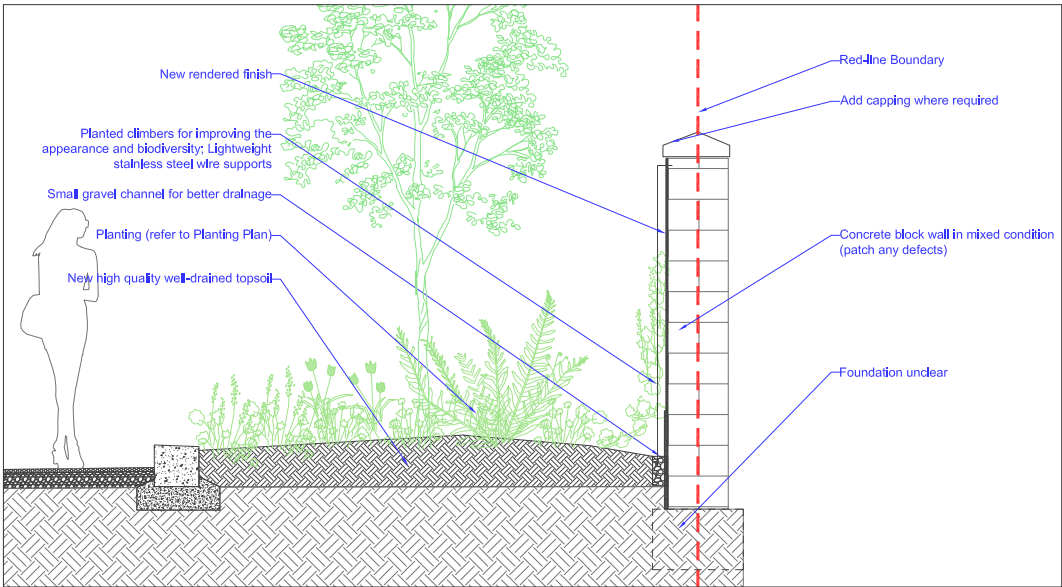 New rendered finish
Planted climbers for improving the
appearance and biodiversity; Lightweight
stainless steel wire supports
Small gravel channel for better drainage
Planting (refer to Planting Plan)
New high quality well-drained topsoil
Red-line Boundary
Add capping where required
Concrete block wall in mixed condition
(patch any defects)
Foundation unclear